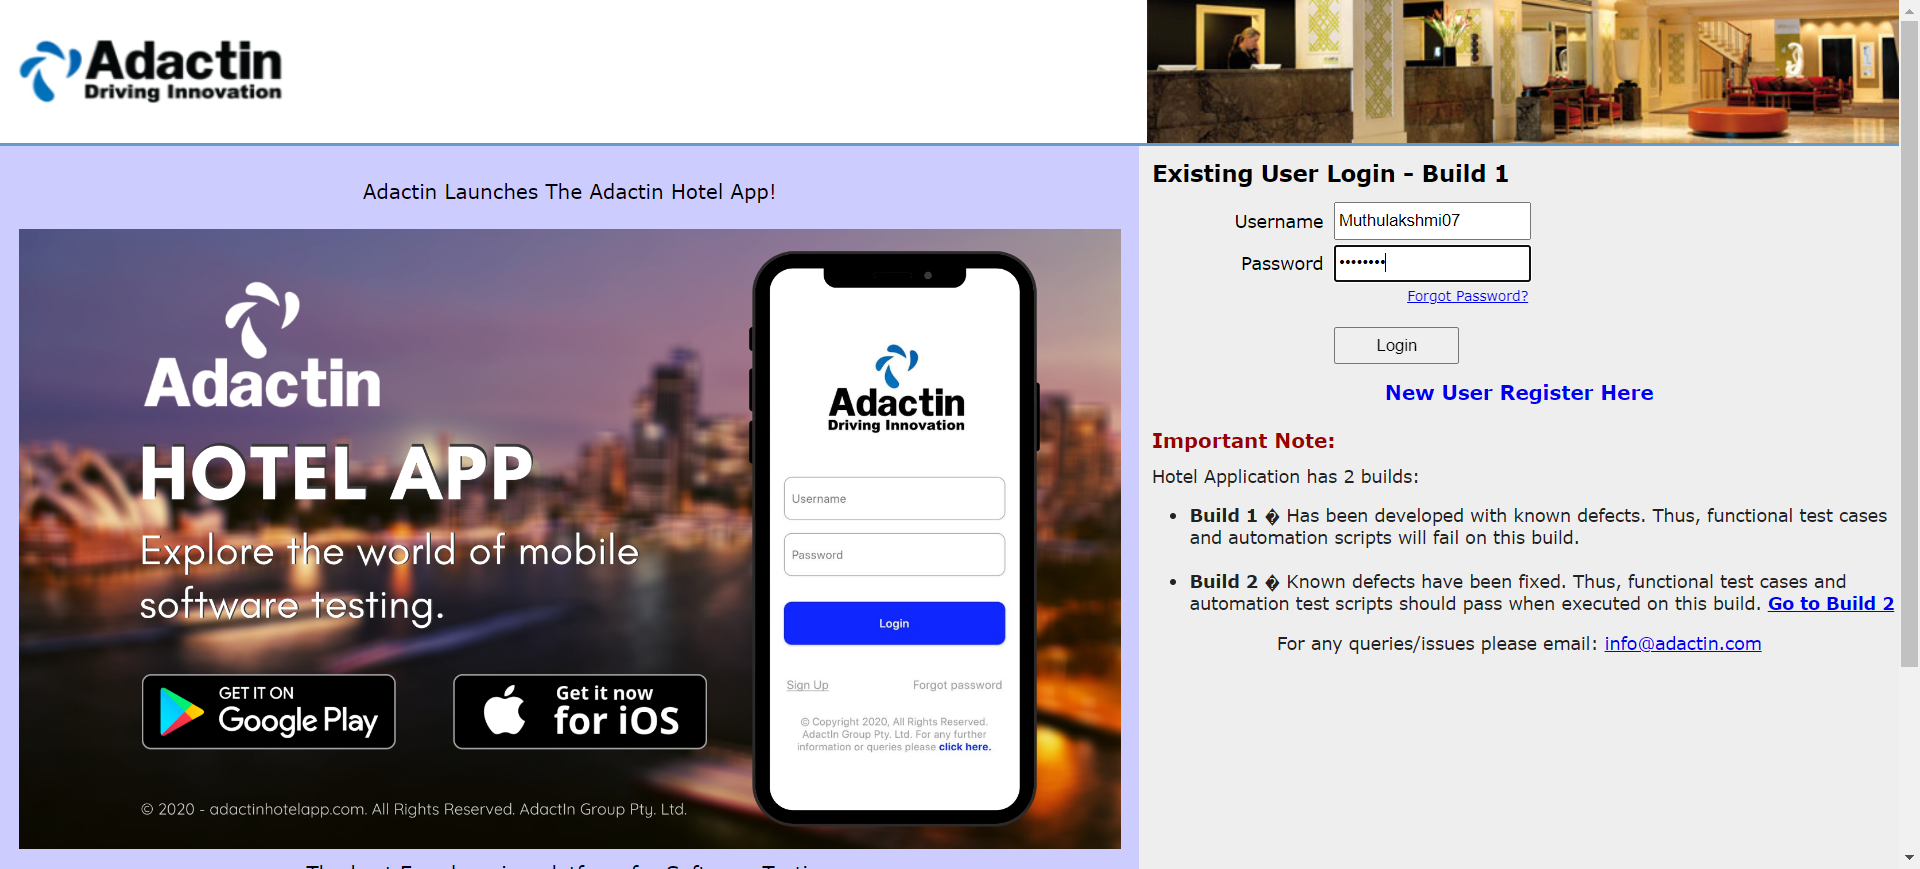 Adactin
Driving Innovation
Adactin Launches The Adactin Hotel App!
Adactin
HOTEL APP
Explore the world of mobile
software testing.
GET IT ON
Google Play
Get it now
for iOS
© 2020 - adactinhotelapp.com. All Rights Reserved. AdactIn Group Pty. Ltd.
Adactin
Driving Innovation
Username
Password
Login
Sign Up Forgot password
© Copyright 2020, All Rights Reserved.
AdactIn Group Pty. Ltd. For any further
information or queries please click here.
Existing User Login - Build 1
Username Muthulakshmi07
Password ••••••••
Forgot Password?
Login
New User Register Here
Important Note:
Hotel Application has 2 builds:
• Build 1 � Has been developed with known defects. Thus, functional test cases
and automation scripts will fail on this build.
• Build 2 � Known defects have been fixed. Thus, functional test cases and
automation test scripts should pass when executed on this build. Go to Build 2
For any queries/issues please email: info@adactin.com